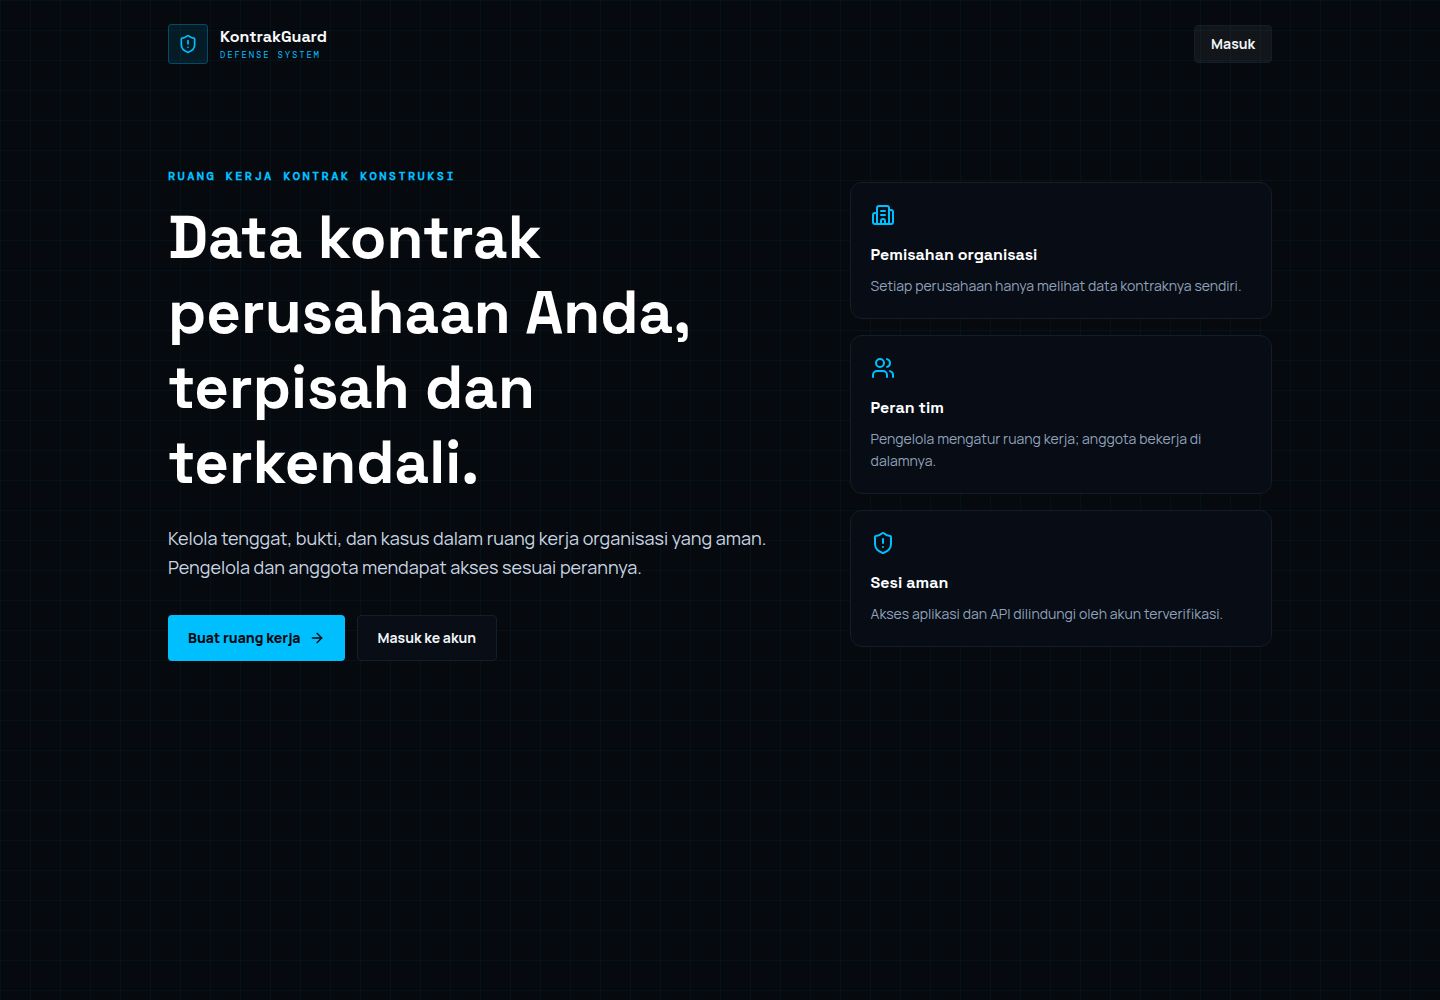 KontrakGuard
DEFENSE SYSTEM
Masuk
RUANG KERJA KONTRAK KONSTRUKSI
Data kontrak
perusahaan Anda,
terpisah dan
terkendali.
Kelola tenggat, bukti, dan kasus dalam ruang kerja organisasi yang aman.
Pengelola dan anggota mendapat akses sesuai perannya.
Buat ruang kerja
Masuk ke akun
Pemisahan organisasi
Setiap perusahaan hanya melihat data kontraknya sendiri.
Peran tim
Pengelola mengatur ruang kerja; anggota bekerja di
dalamnya.
Sesi aman
Akses aplikasi dan API dilindungi oleh akun terverifikasi.